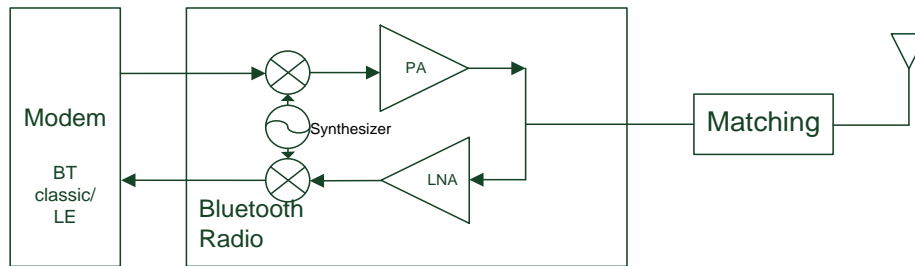 PA
Modem
Synthesizer
Matching
BT
classic/
LE
LNA
Bluetooth
Radio